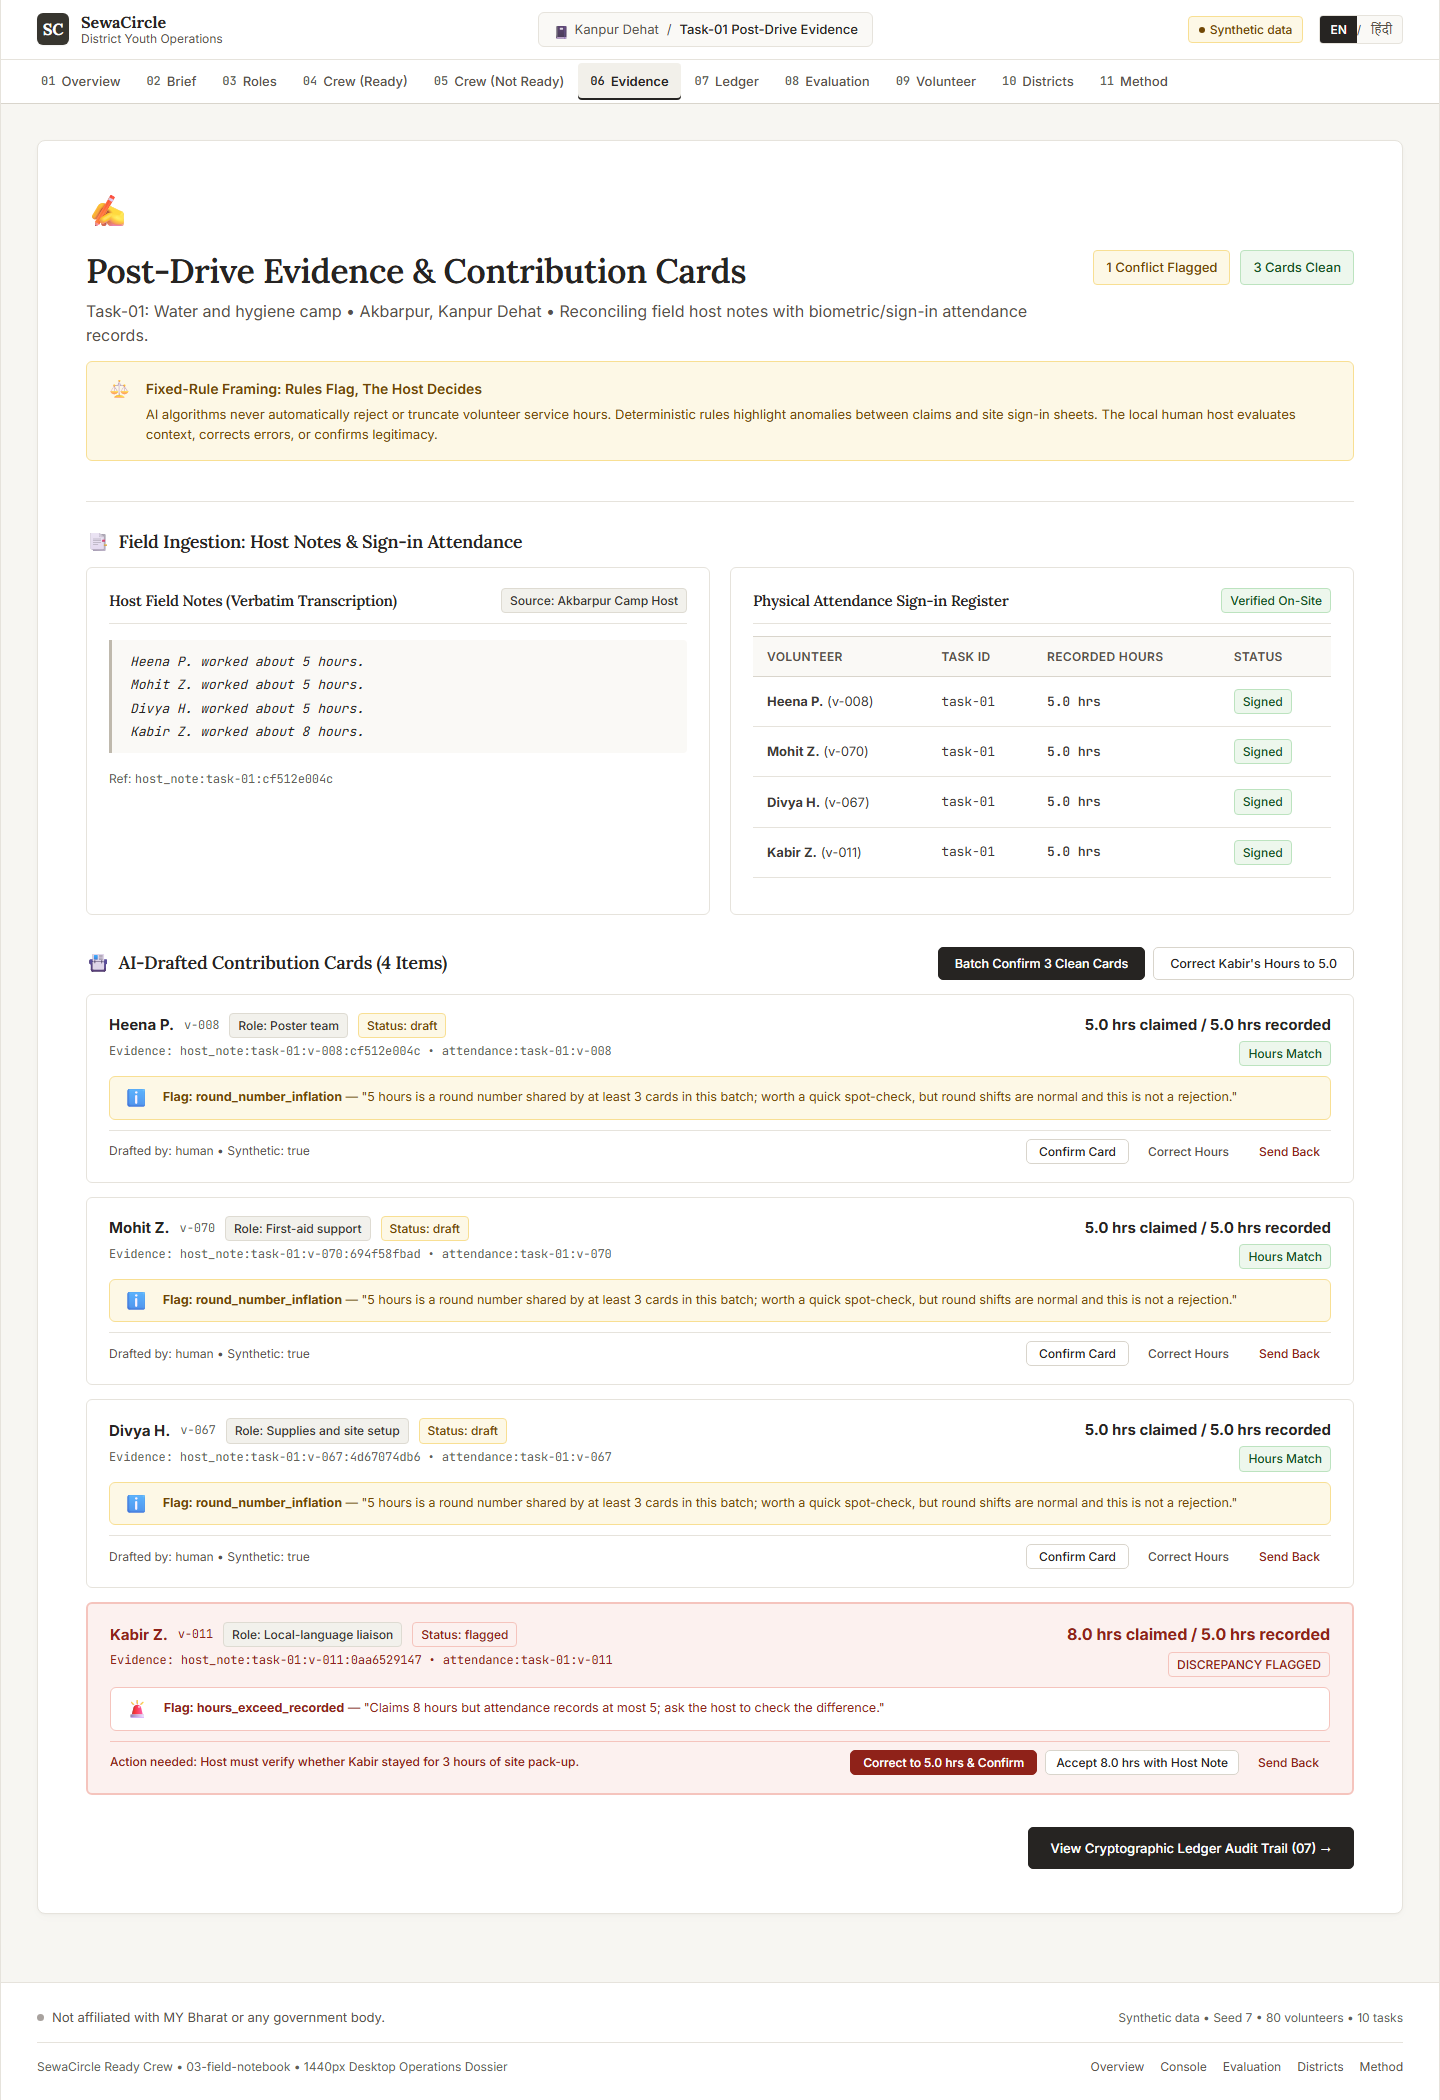 SC
SewaCircle
District Youth Operations
Kanpur Dehat / Task-01 Post-Drive Evidence
Synthetic data
EN / हिंदी
01 Overview
02 Brief
03 Roles
04 Crew (Ready)
05 Crew (Not Ready)
06 Evidence
07 Ledger
08 Evaluation
09 Volunteer
10 Districts
11 Method
Post-Drive Evidence & Contribution Cards
1 Conflict Flagged
3 Cards Clean
Task-01: Water and hygiene camp • Akbarpur, Kanpur Dehat • Reconciling field host notes with biometric/sign-in attendance
records.
Fixed-Rule Framing: Rules Flag, The Host Decides
AI algorithms never automatically reject or truncate volunteer service hours. Deterministic rules highlight anomalies between claims and site sign-in sheets. The local human host evaluates
context, corrects errors, or confirms legitimacy.
Field Ingestion: Host Notes & Sign-in Attendance
Host Field Notes (Verbatim Transcription)
Source: Akbarpur Camp Host
Heena P. worked about 5 hours.
Mohit Z. worked about 5 hours.
Divya H. worked about 5 hours.
Kabir Z. worked about 8 hours.
Ref: host_note:task-01:cf512e004c
Physical Attendance Sign-in Register
Verified On-Site
VOLUNTEER TASK ID RECORDED HOURS STATUS
Heena P. (v-008) task-01 5.0 hrs Signed
Mohit Z. (v-070) task-01 5.0 hrs Signed
Divya H. (v-067) task-01 5.0 hrs Signed
Kabir Z. (v-011) task-01 5.0 hrs Signed
AI-Drafted Contribution Cards (4 Items)
Batch Confirm 3 Clean Cards
Correct Kabir's Hours to 5.0
Heena P. v-008 Role: Poster team Status: draft
5.0 hrs claimed / 5.0 hrs recorded
Evidence: host_note:task-01:v-008:cf512e004c • attendance:task-01:v-008
Hours Match
Flag: round_number_inflation — "5 hours is a round number shared by at least 3 cards in this batch; worth a quick spot-check, but round shifts are normal and this is not a rejection."
Drafted by: human • Synthetic: true
Confirm Card
Correct Hours
Send Back
Mohit Z. v-070 Role: First-aid support Status: draft
5.0 hrs claimed / 5.0 hrs recorded
Evidence: host_note:task-01:v-070:694f58fbad • attendance:task-01:v-070
Hours Match
Flag: round_number_inflation — "5 hours is a round number shared by at least 3 cards in this batch; worth a quick spot-check, but round shifts are normal and this is not a rejection."
Drafted by: human • Synthetic: true
Confirm Card
Correct Hours
Send Back
Divya H. v-067 Role: Supplies and site setup Status: draft
5.0 hrs claimed / 5.0 hrs recorded
Evidence: host_note:task-01:v-067:4d67074db6 • attendance:task-01:v-067
Hours Match
Flag: round_number_inflation — "5 hours is a round number shared by at least 3 cards in this batch; worth a quick spot-check, but round shifts are normal and this is not a rejection."
Drafted by: human • Synthetic: true
Confirm Card
Correct Hours
Send Back
Kabir Z. v-011 Role: Local-language liaison Status: flagged
8.0 hrs claimed / 5.0 hrs recorded
Evidence: host_note:task-01:v-011:0aa6529147 • attendance:task-01:v-011
DISCREPANCY FLAGGED
Flag: hours_exceed_recorded — "Claims 8 hours but attendance records at most 5; ask the host to check the difference."
Action needed: Host must verify whether Kabir stayed for 3 hours of site pack-up.
Correct to 5.0 hrs & Confirm
Accept 8.0 hrs with Host Note
Send Back
View Cryptographic Ledger Audit Trail (07) →
Not affiliated with MY Bharat or any government body.
Synthetic data • Seed 7 • 80 volunteers • 10 tasks
SewaCircle Ready Crew • 03-field-notebook • 1440px Desktop Operations Dossier
Overview Console Evaluation Districts Method